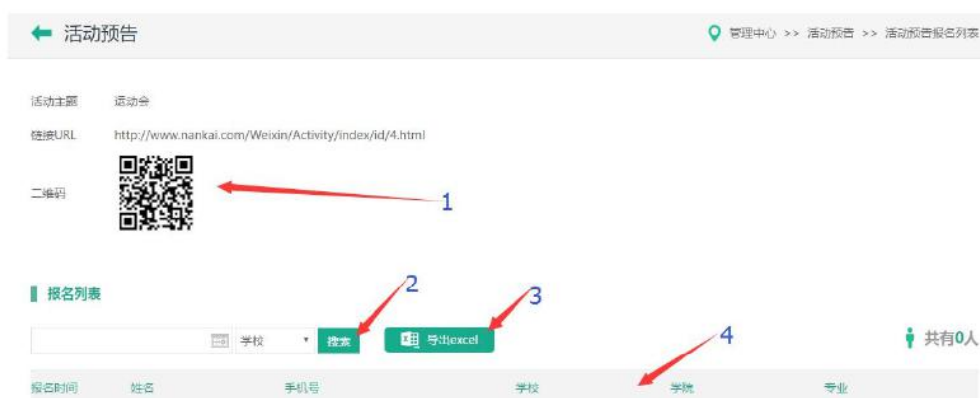 活动预告
管理中心 >> 活动预告 >> 活动预告报名列表
活动主题 运动会
链接URL http://www.nankai.com/Weixin/Activity/index/id/4.html
二维码
1
报名列表
2
3
4
学校 搜索 导出excel 共有0人
报名时间 姓名 手机号 学校 学院 专业